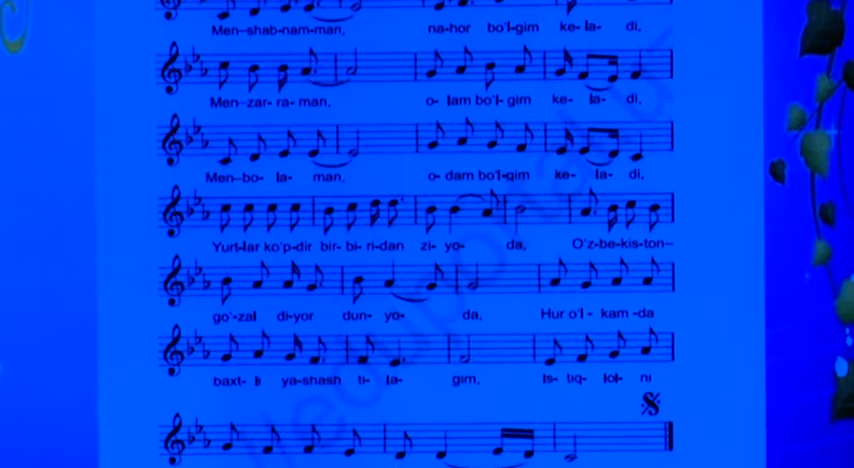 Men-shab-nam-man, na-hor bo'l-gim ke-la-di,
Men-zar-ra-man, o-lam bo'l-gim ke-la-di,
Men-bo-la-man, o-dam bo'l-gim ke-la-di.
Yurt-lar ko'p-dir bir-bi-ri-dan zi-yo-da, O'z-be-kis-ton-
go'-zal di-yor dun-yo-da. Hur o'l-kam-da
baxt-li ya-shash ti-la-gim, Is-tiq-lol-ni